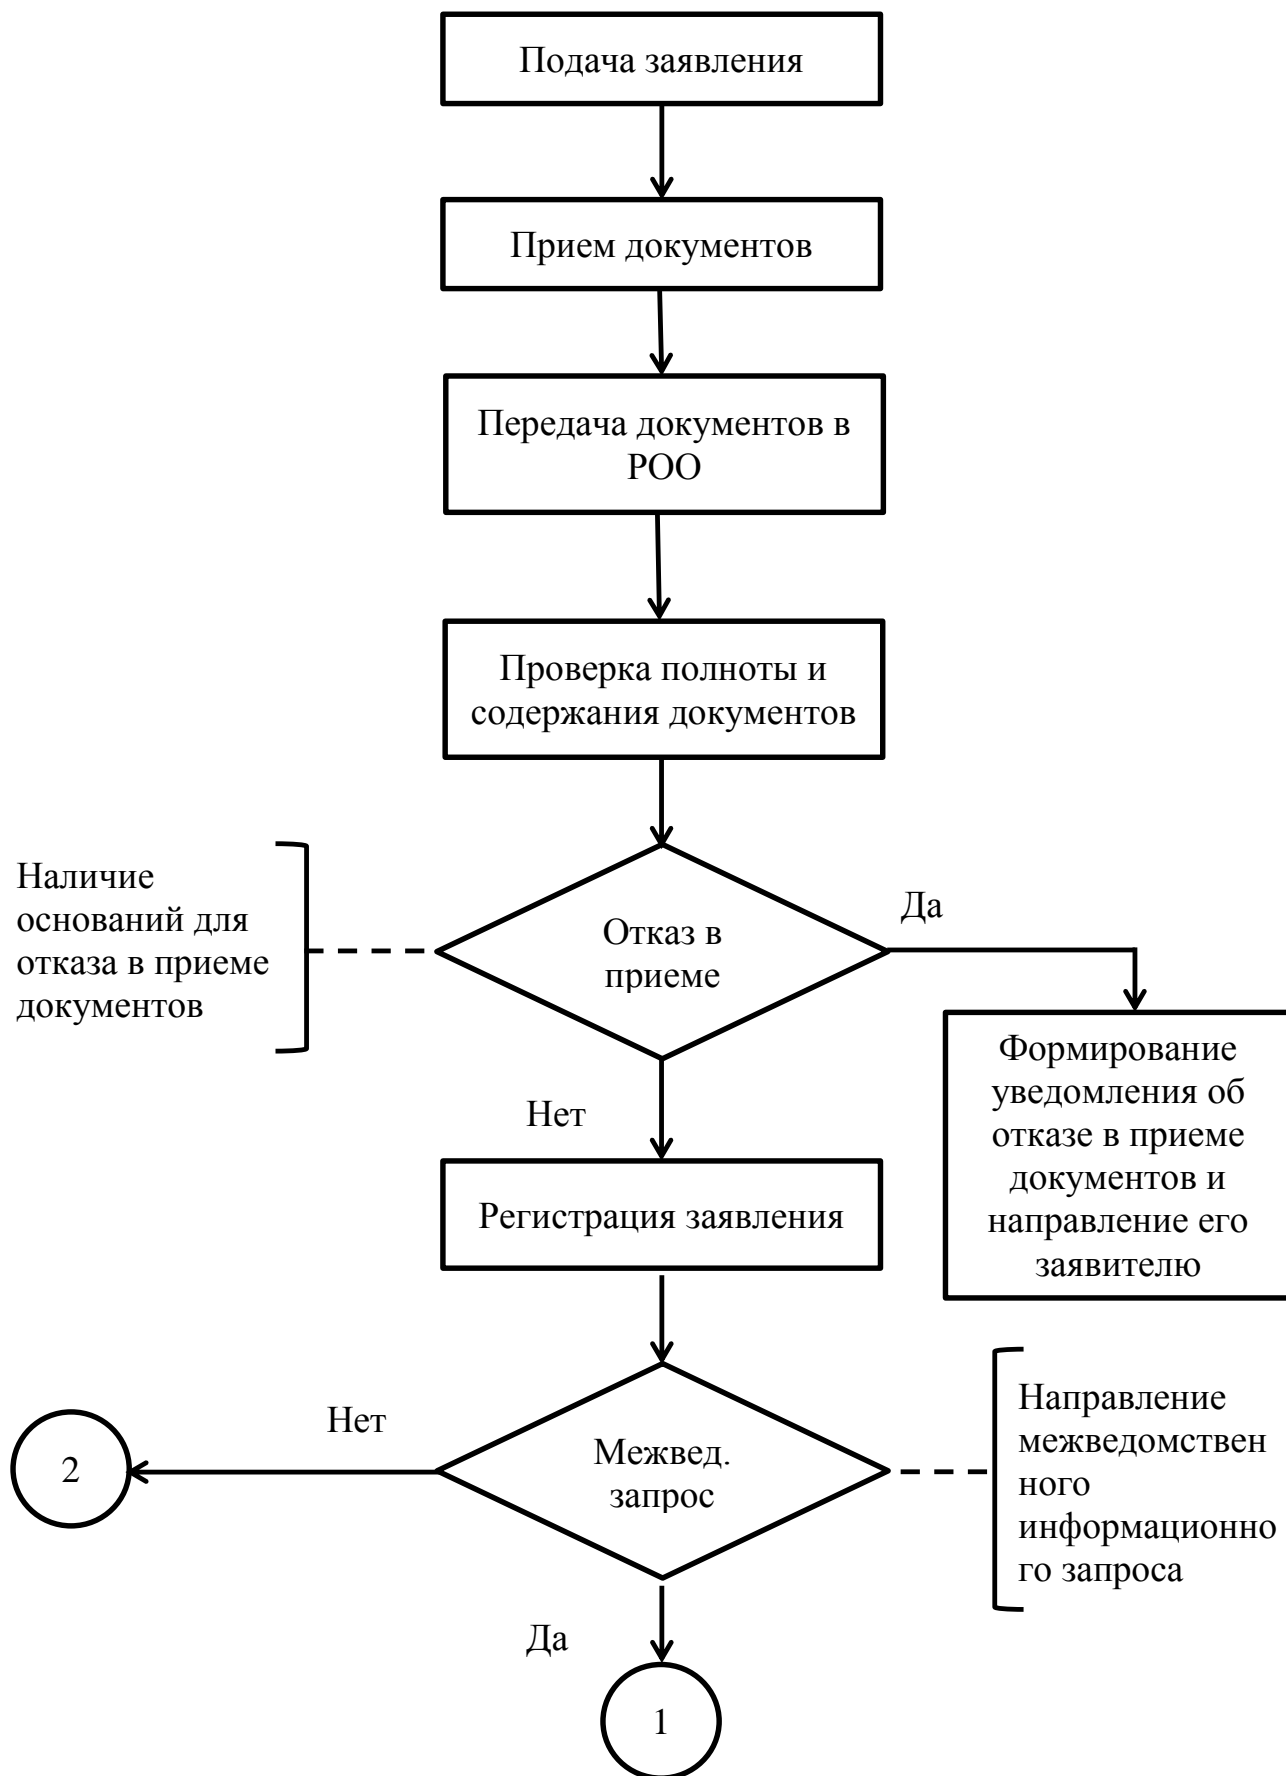 Подача заявления
Прием документов
Передача документов в
РОО
Проверка полноты и
содержания документов
Наличие
оснований для
отказа в приеме
документов
Отказ в
приеме
Да
Формирование
уведомления об
отказе в приеме
документов и
направление его
заявителю
Нет
Регистрация заявления
Нет
2
Межвед.
запрос
Направление
межведомствен
ного
информационно
го запроса
Да
1